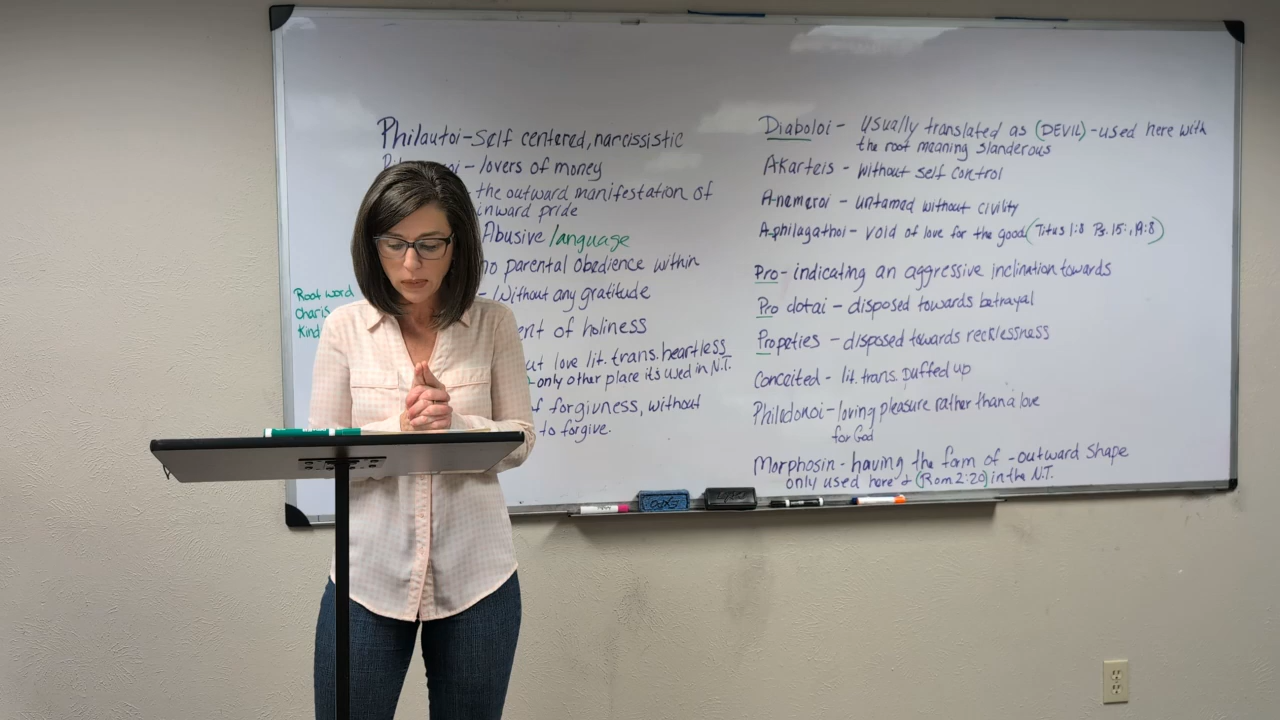 Philautoi - Self centered, narcissistic
- lovers of money
- the outward manifestation of
inward pride
Abusive language
no parental obedience within
- Without any gratitude
Root word
Charis
Kind
ent of holiness
ut love lit. trans. heartless
- only other place it's used in N.T.
f forgivness, without
to forgive.
Diaboloi - Usually translated as (DEVIL) - used here with
the root meaning slanderous
Akarteis - without self control
Anemeroi - untamed without civility
Aphilagathoi - void of love for the good (Titus 1:8 Ps. 15:, 19:8)
Pro - indicating an aggressive inclination towards
Pro dotai - disposed towards betrayal
Propeties - disposed towards recklessness
Conceited - lit. trans. puffed up
Philedonoi - loving pleasure rather than a love
for God
Morphosin - having the form of - outward shape
only used here & (Rom 2:20) in the N.T.
EXPO